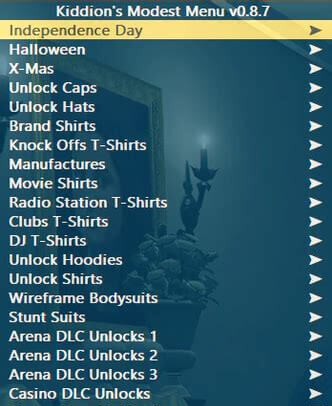 Kiddion's Modest Menu v0.8.7
Independence Day
Halloween
X-Mas
Unlock Caps
Unlock Hats
Brand Shirts
Knock Offs T-Shirts
Manufactures
Movie Shirts
Radio Station T-Shirts
Clubs T-Shirts
DJ T-Shirts
Unlock Hoodies
Unlock Shirts
Wireframe Bodysuits
Stunt Suits
Arena DLC Unlocks 1
Arena DLC Unlocks 2
Arena DLC Unlocks 3
Casino DLC Unlocks